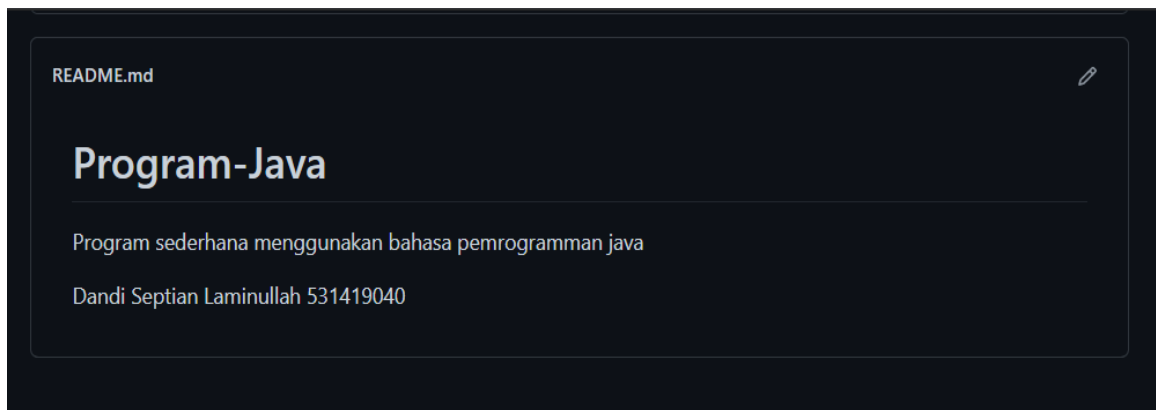 README.md
Program-Java
Program sederhana menggunakan bahasa pemrogramman java
Dandi Septian Laminullah 531419040